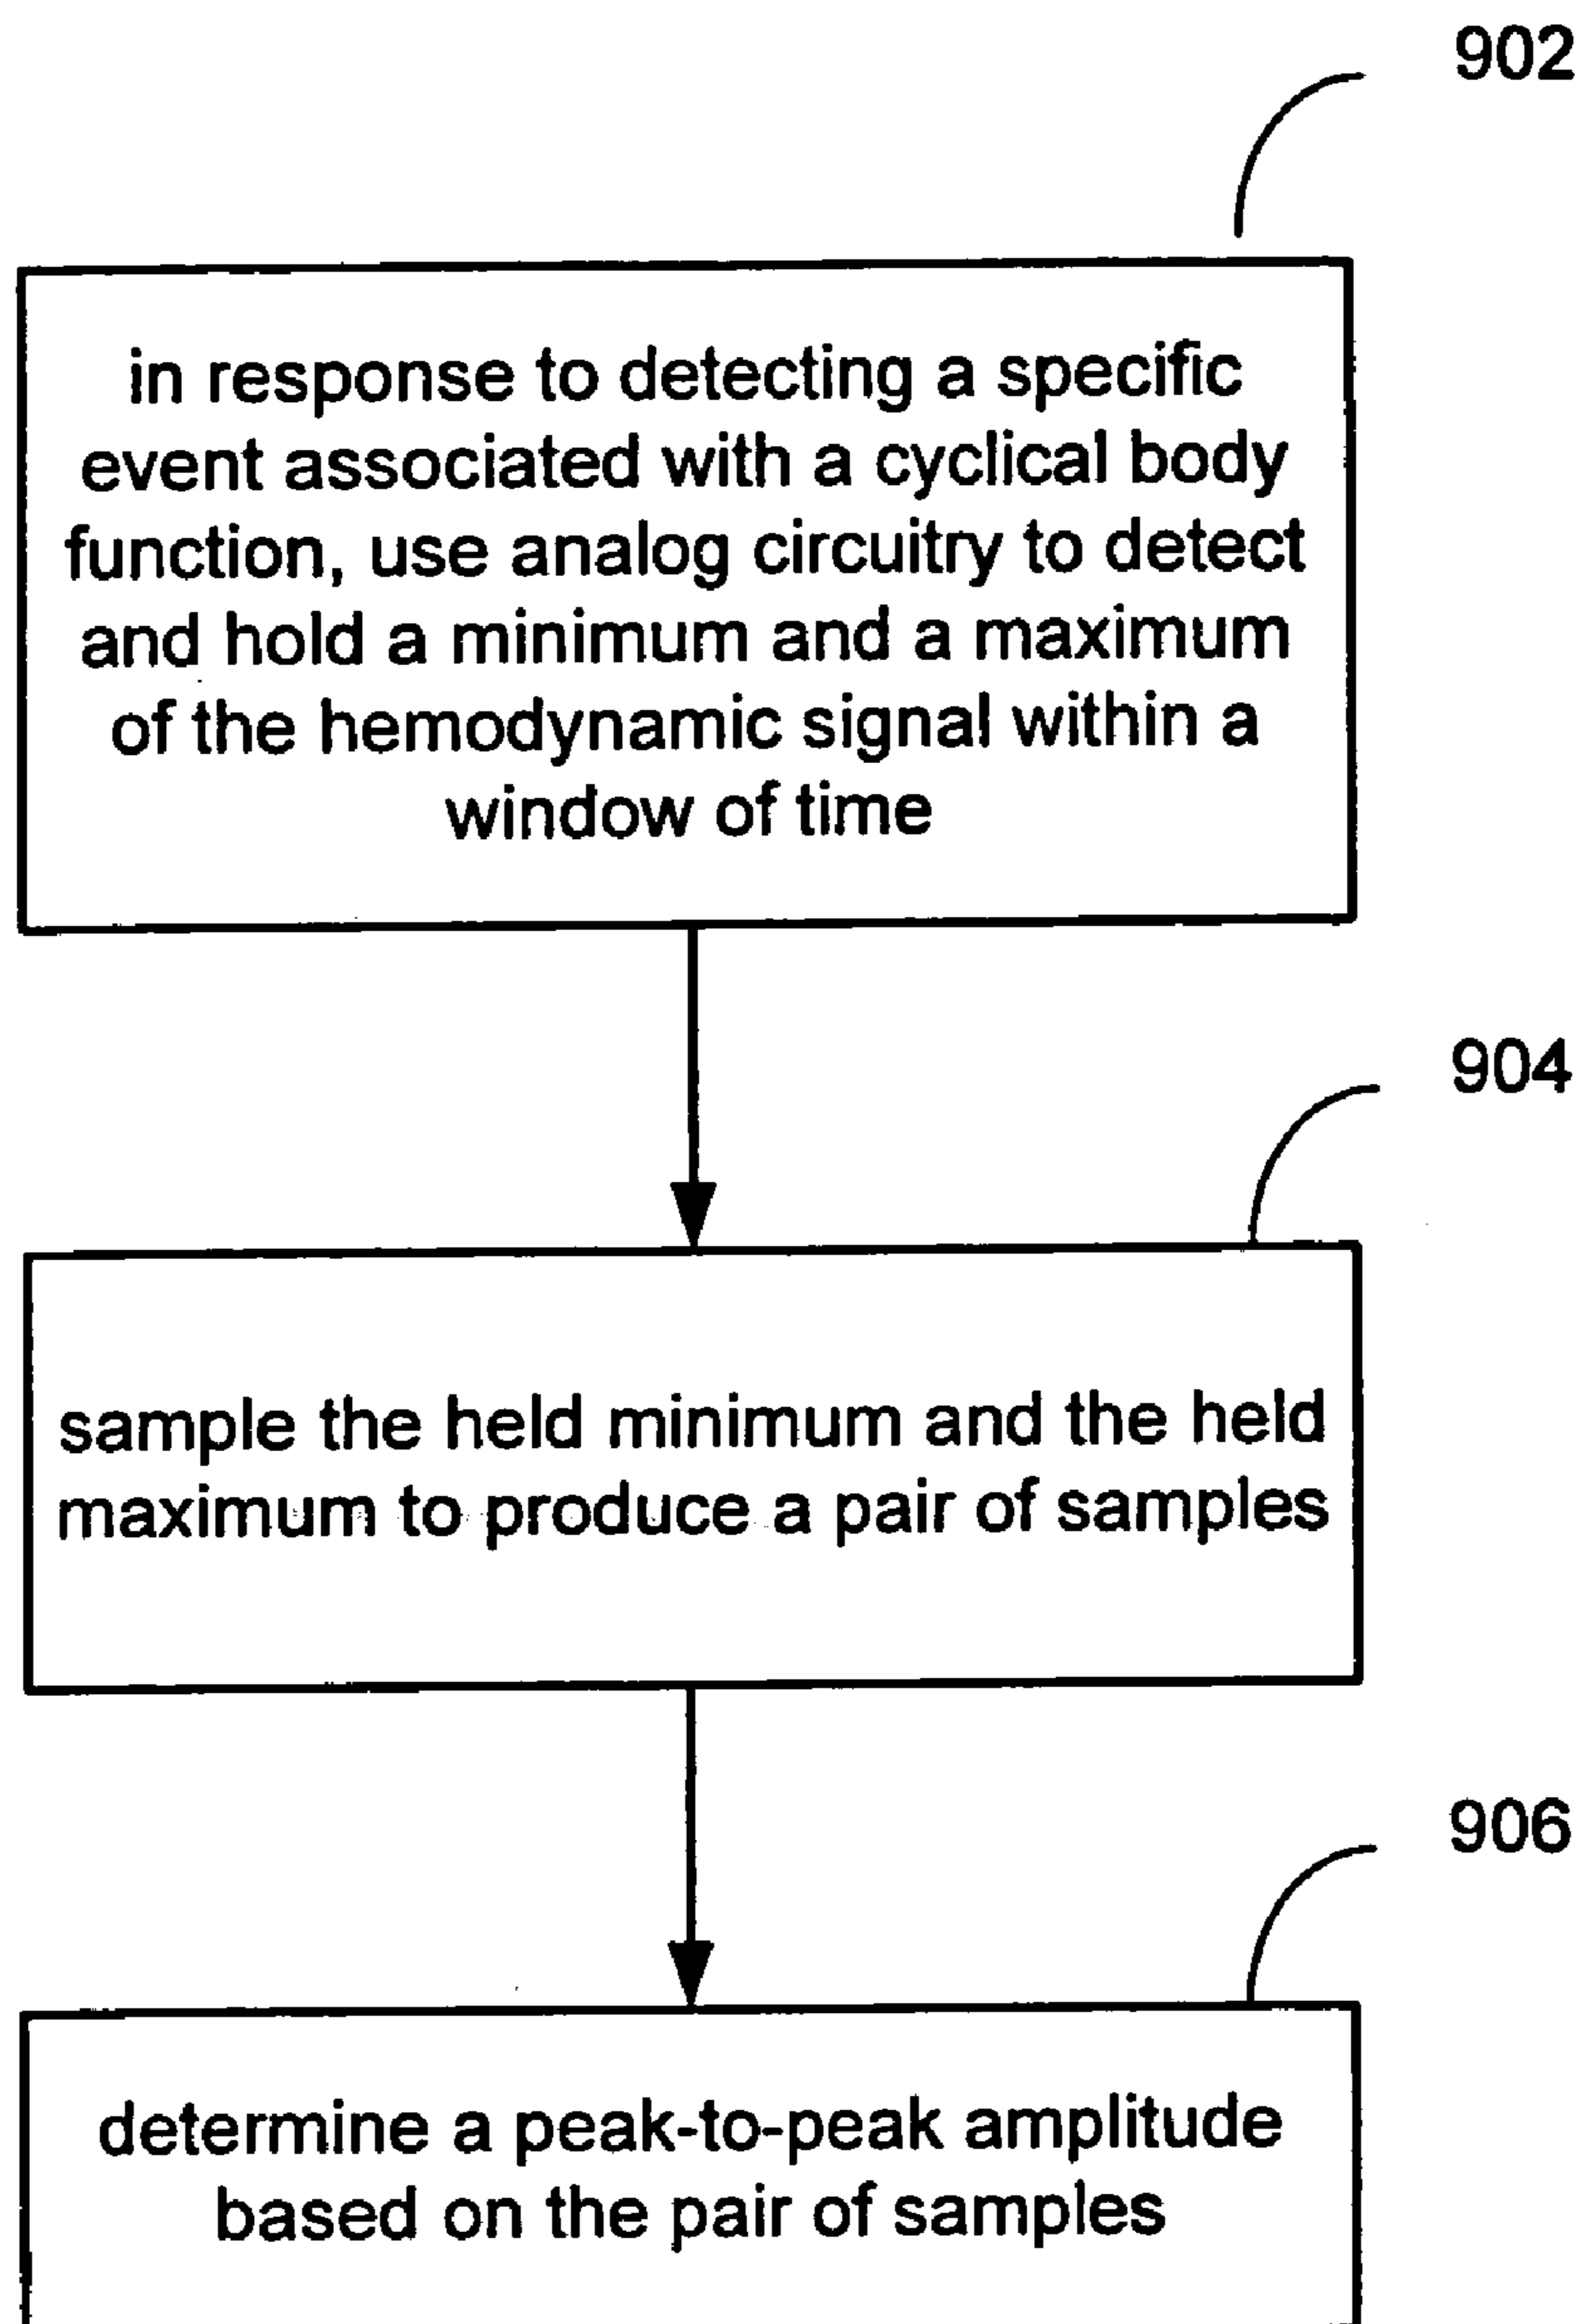 902
in response to detecting a specific
event associated with a cyclical body
function, use analog circuitry to detect
and hold a minimum and a maximum
of the hemodynamic signal within a
window of time
904
sample the held minimum and the held
maximum to produce a pair of samples
906
determine a peak-to-peak amplitude
based on the pair of samples